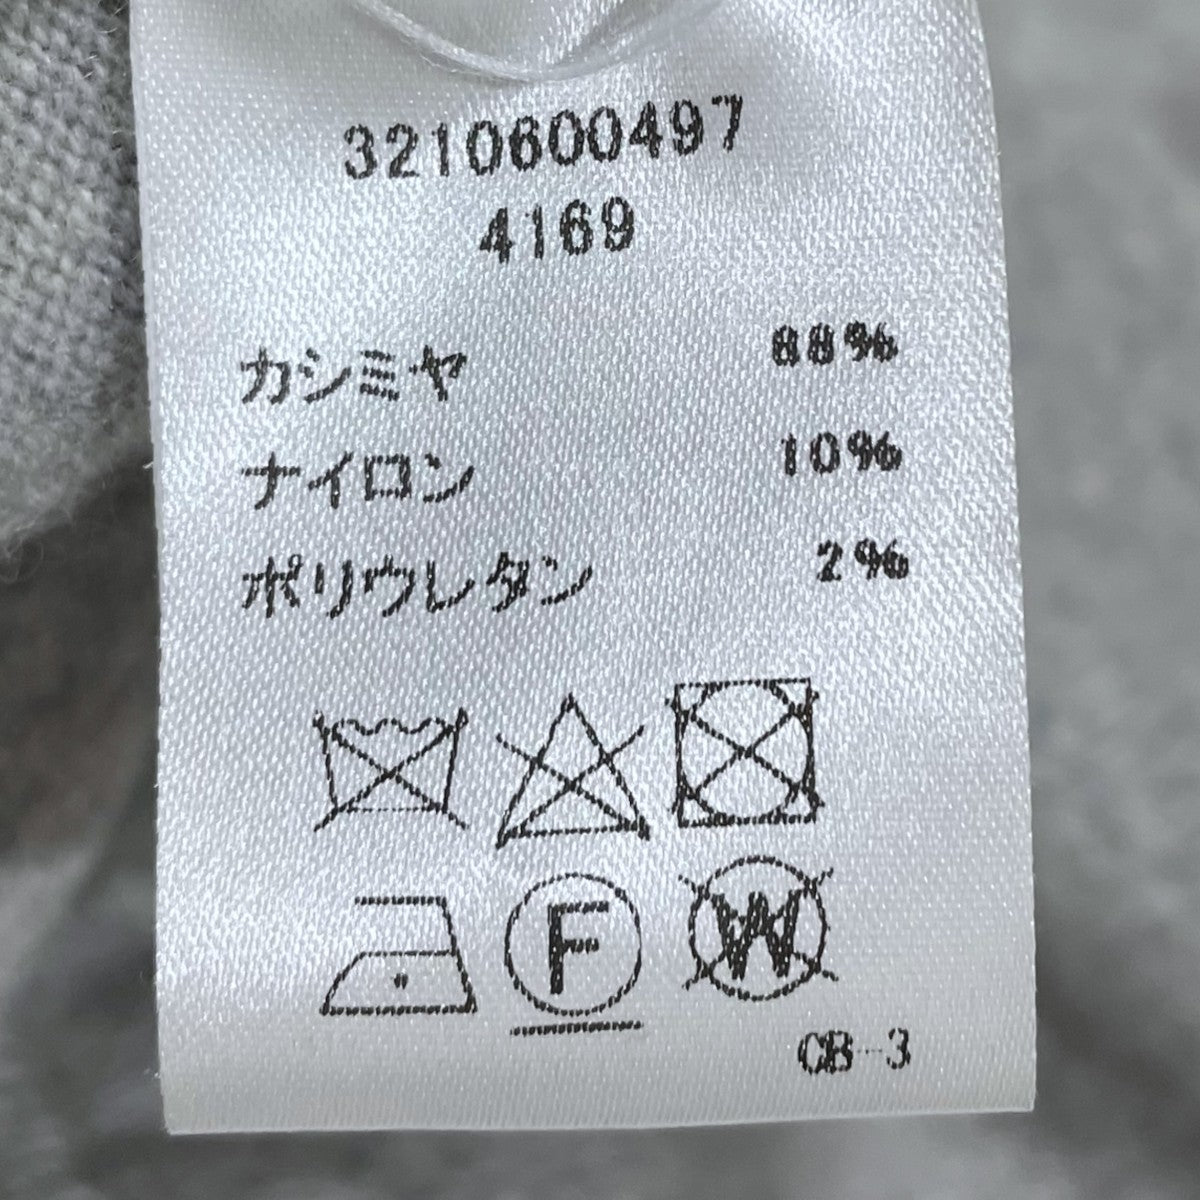 3210600497
4169
カシミヤ 88%
ナイロン 10%
ポリウレタン 2%
F W
CB-3